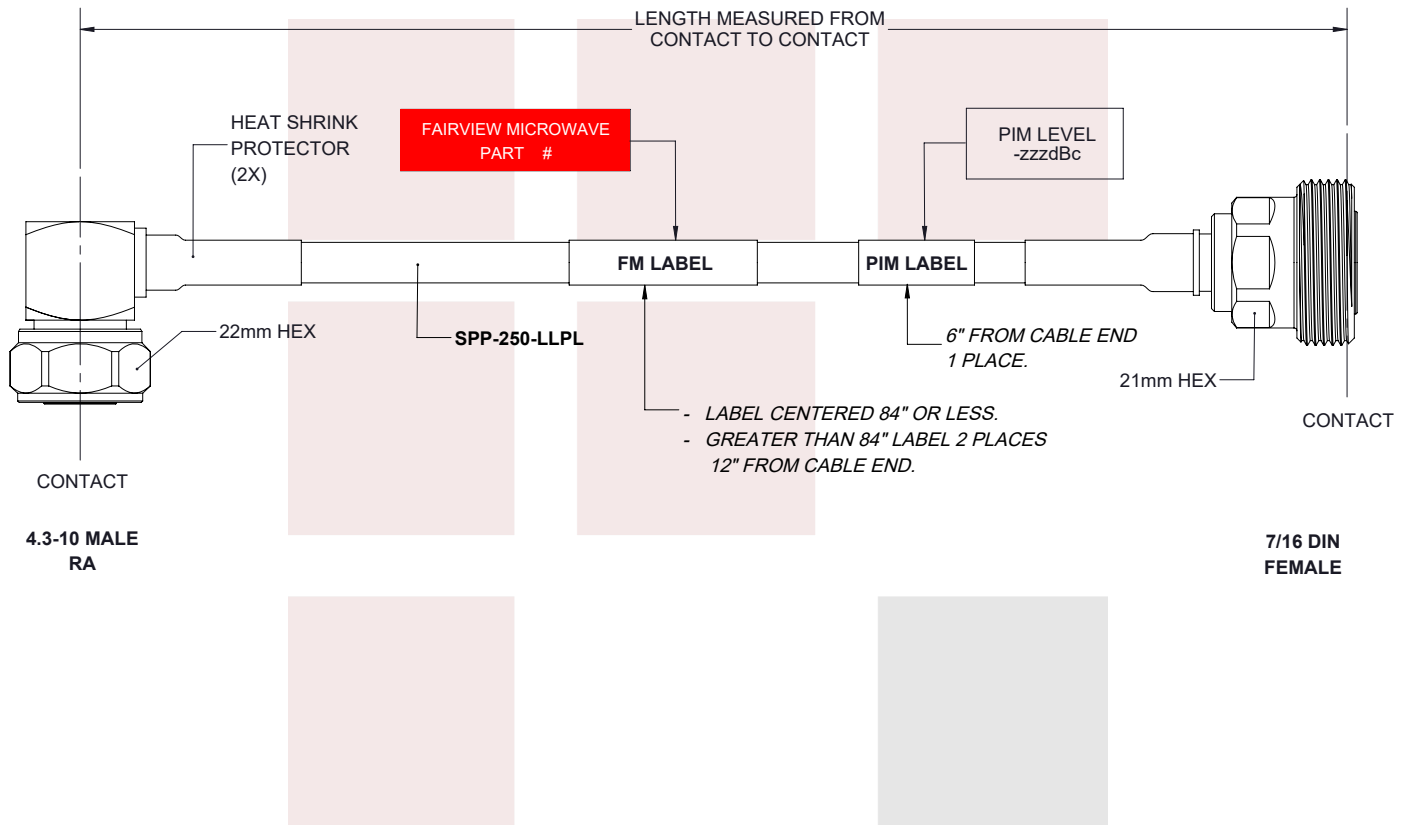 LENGTH MEASURED FROM
CONTACT TO CONTACT
HEAT SHRINK
PROTECTOR
(2X)
FAIRVIEW MICROWAVE
PART #
PIM LEVEL
-zzzdBc
FM LABEL
PIM LABEL
22mm HEX
SPP-250-LLPL
6" FROM CABLE END
1 PLACE.
21mm HEX
- LABEL CENTERED 84" OR LESS.
- GREATER THAN 84" LABEL 2 PLACES
12" FROM CABLE END.
CONTACT
CONTACT
4.3-10 MALE
RA
7/16 DIN
FEMALE